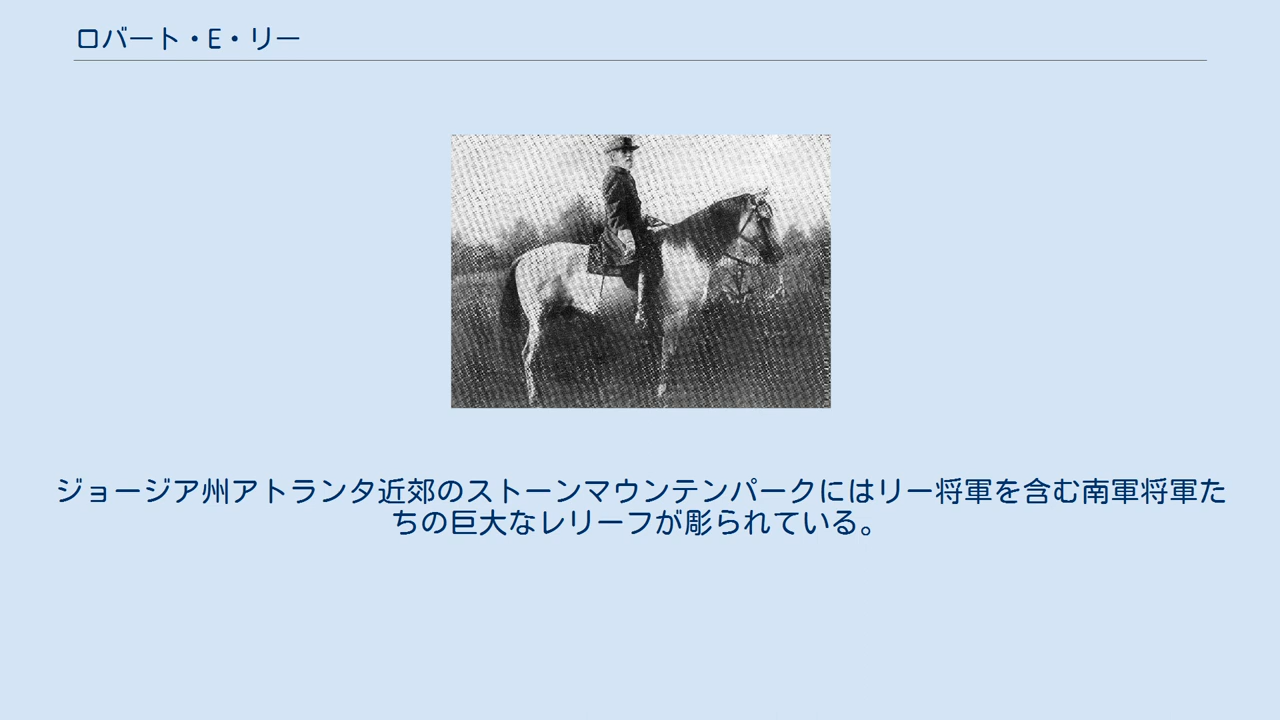 ロバート・E・リー
ジョージア州アトランタ近郊のストーンマウンテンパークにはリー将軍を含む南軍将軍た
ちの巨大なレリーフが彫られている。